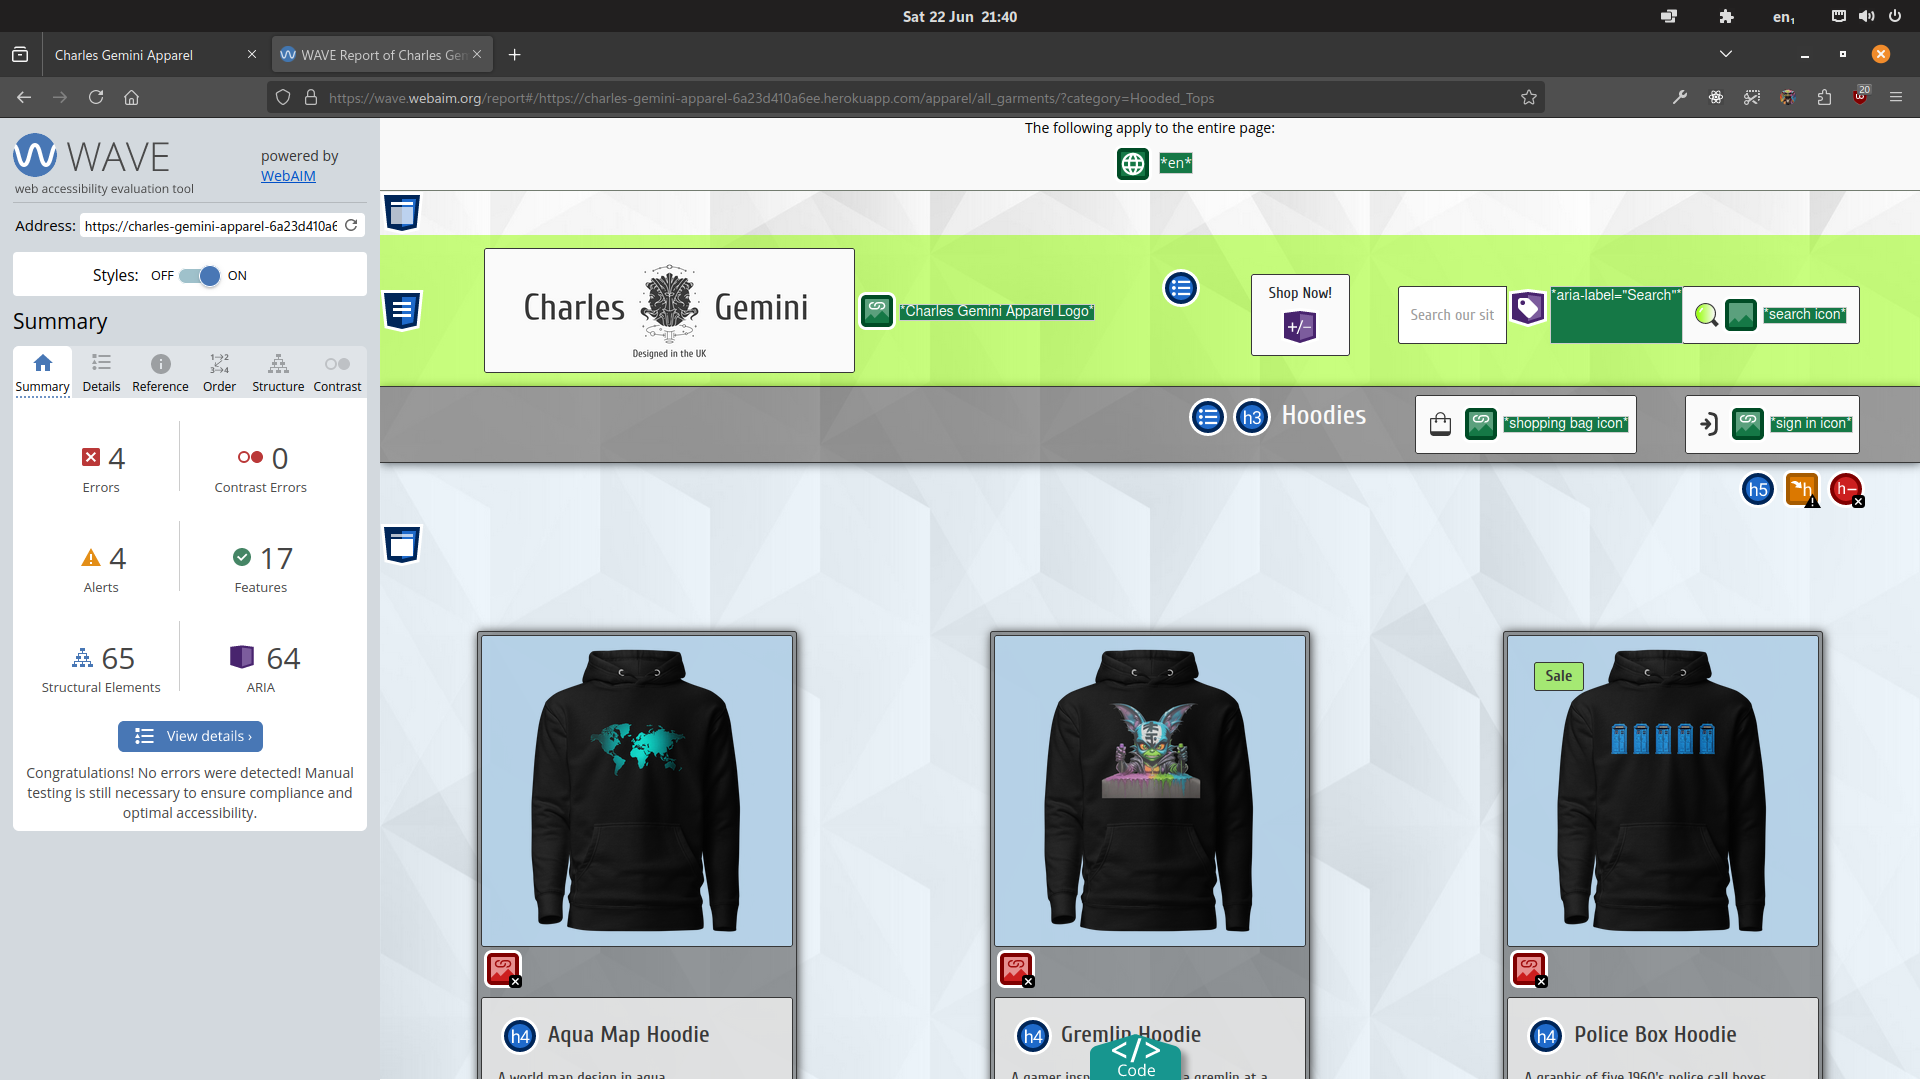 Sat 22 Jun 21:40
en₁
Charles Gemini Apparel
WAVE Report of Charles Gem
https://wave.webaim.org/report#/https://charles-gemini-apparel-6a23d410a6ee.herokuapp.com/apparel/all_garments/?category=Hooded_Tops
20
WAVE
web accessibility evaluation tool
powered by
WebAIM
Address: https://charles-gemini-apparel-6a23d410a6
Styles: OFF ON
Summary
Summary Details Reference Order Structure Contrast
4
Errors
0
Contrast Errors
4
Alerts
17
Features
65
Structural Elements
64
ARIA
View details ›
Congratulations! No errors were detected! Manual
testing is still necessary to ensure compliance and
optimal accessibility.
The following apply to the entire page:
*en*
Charles Gemini
Designed in the UK
*Charles Gemini Apparel Logo*
Shop Now!
+/-
Search our sit
*aria-label="Search"*
*search icon*
h3 Hoodies
*shopping bag icon*
*sign in icon*
h5 h h-
Sale
h4 Aqua Map Hoodie
h4 Gremlin Hoodie
h4 Police Box Hoodie
A world map design in aqua
A gamer insp
a gremlin at a
A graphic of five 1960's police call boxes
</>
Code